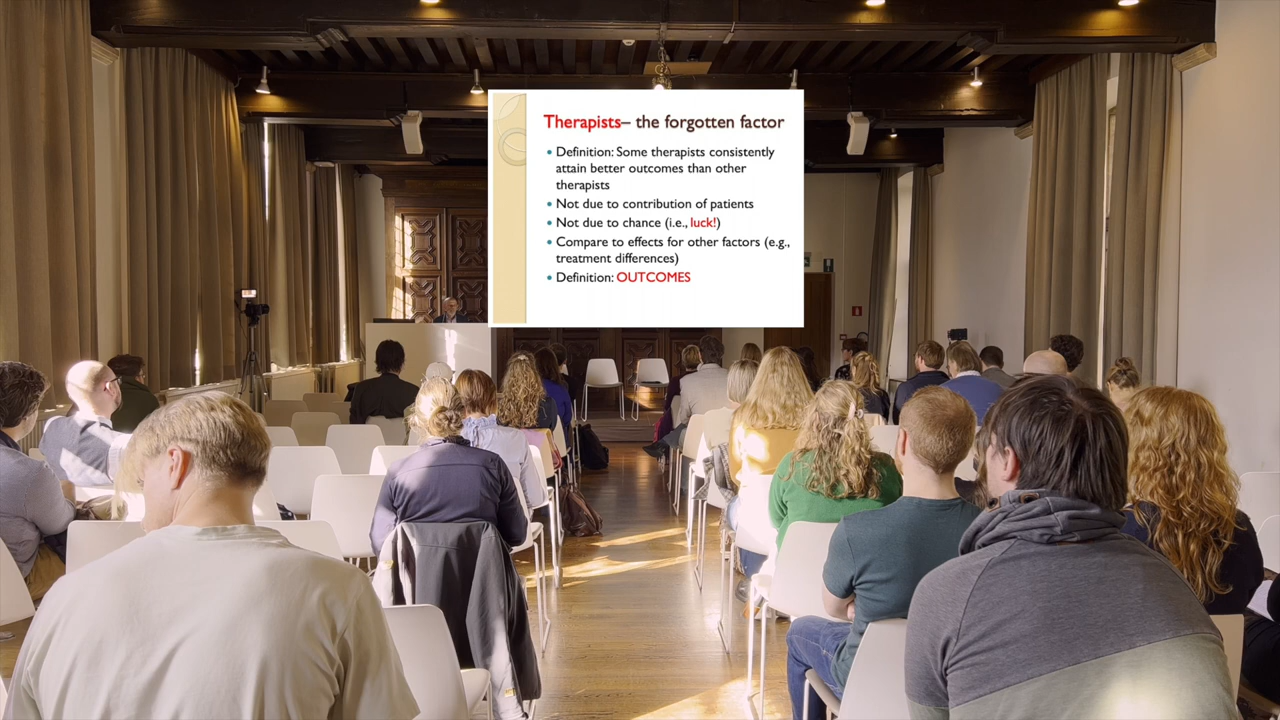 Therapists– the forgotten factor
• Definition: Some therapists consistently
attain better outcomes than other
therapists
• Not due to contribution of patients
• Not due to chance (i.e., luck!)
• Compare to effects for other factors (e.g.,
treatment differences)
• Definition: OUTCOMES